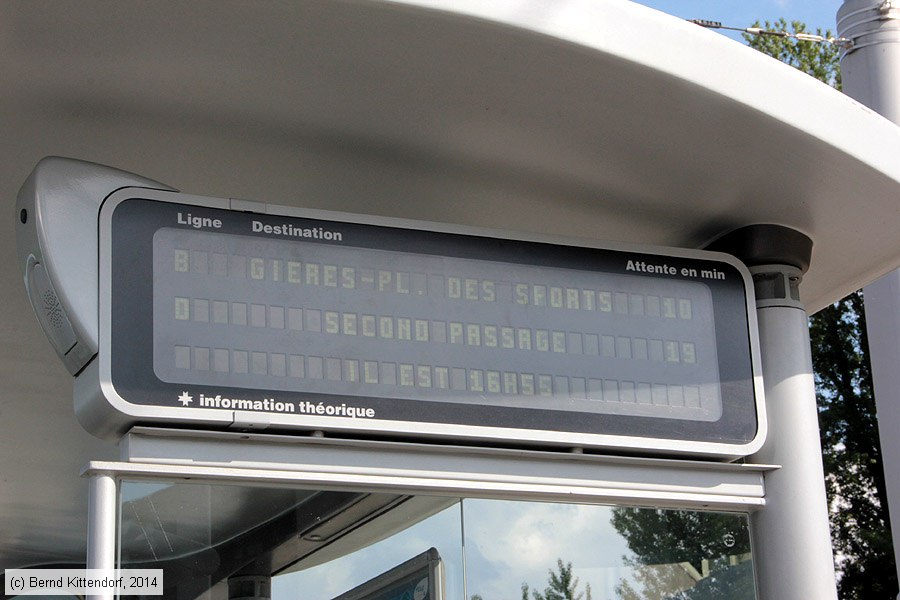 Ligne Destination Attente en min
B GIERES-PL. DES SPORTS 10
SECOND PASSAGE 19
IL EST 16H55
✷ information théorique
(c) Bernd Kittendorf, 2014